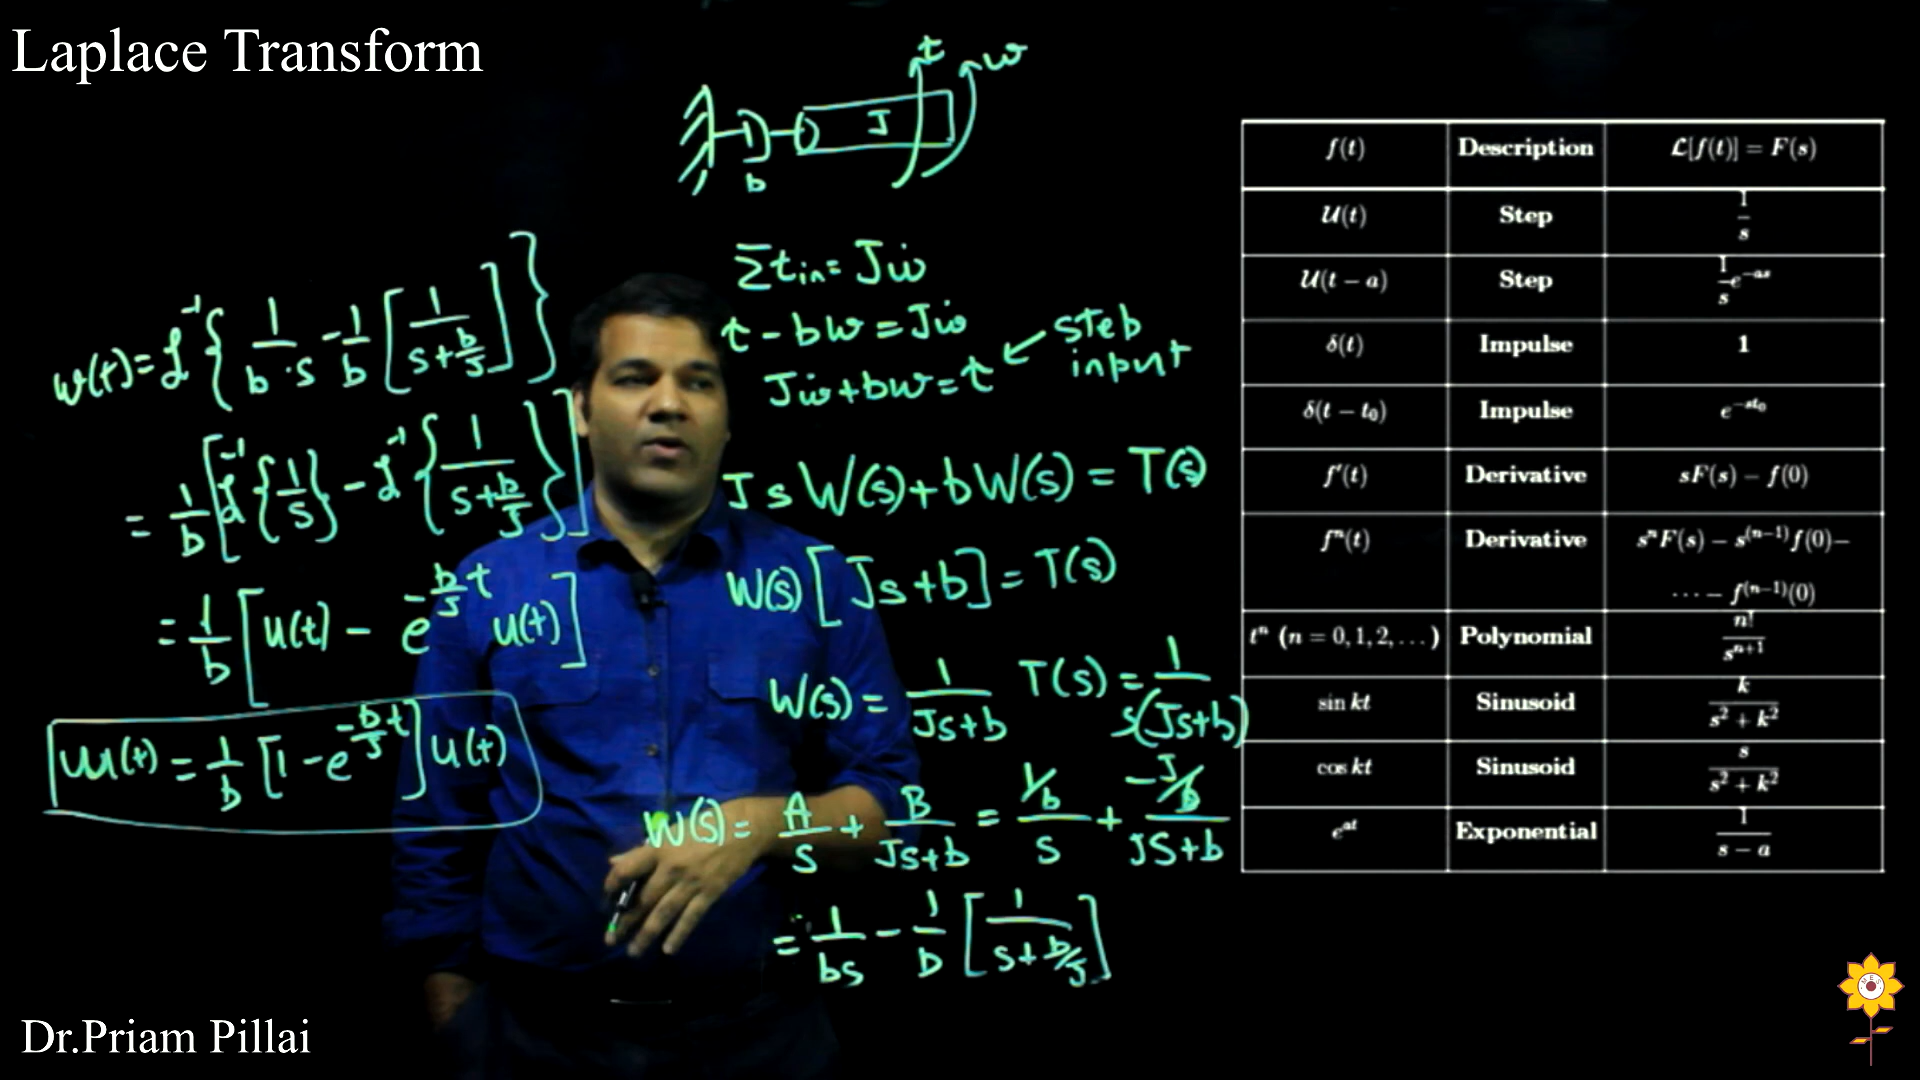 Laplace Transform
t ω
J
b
Σt_in = Jω̇
t - bω = Jω̇
Jω̇ + bω = t ← step input
J s W(s) + b W(s) = T(s)
W(s) [Js + b] = T(s)
W(s) = 1/(Js+b) T(s) = 1/(s(Js+b))
W(s) = A/s + B/(Js+b) = (1/b)/s + (-J/b)/(Js+b)
= 1/(bs) - 1/b [1/(s + b/J)]
ω(t) = ℒ⁻¹ { 1/(b·s) - 1/b [1/(s + b/J)] }
= 1/b [ℒ⁻¹{1/s} - ℒ⁻¹{1/(s + b/J)}]
= 1/b [u(t) - e^(-b/J t) u(t)]
ω(t) = 1/b [1 - e^(-b/J t)] u(t)
f(t) Description ℒ[f(t)] = F(s)
𝒰(t) Step 1/s
𝒰(t − a) Step 1/s e^(−as)
δ(t) Impulse 1
δ(t − t₀) Impulse e^(−st₀)
f′(t) Derivative sF(s) − f(0)
fⁿ(t) Derivative sⁿF(s) − s^(n−1) f(0)−
⋯ − f^(n−1)(0)
tⁿ (n = 0, 1, 2, …) Polynomial n!/s^(n+1)
sin kt Sinusoid k/(s² + k²)
cos kt Sinusoid s/(s² + k²)
e^(at) Exponential 1/(s − a)
Dr.Priam Pillai